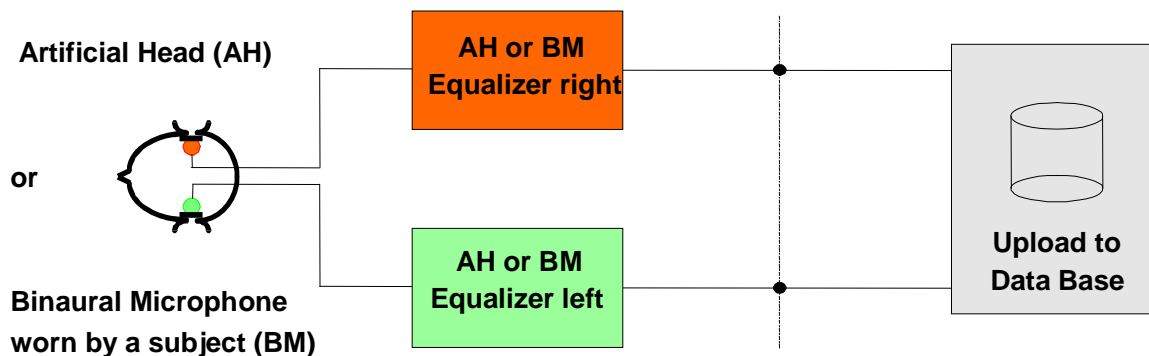 Artificial Head (AH)
or
Binaural Microphone
worn by a subject (BM)
AH or BM
Equalizer right
AH or BM
Equalizer left
Upload to
Data Base